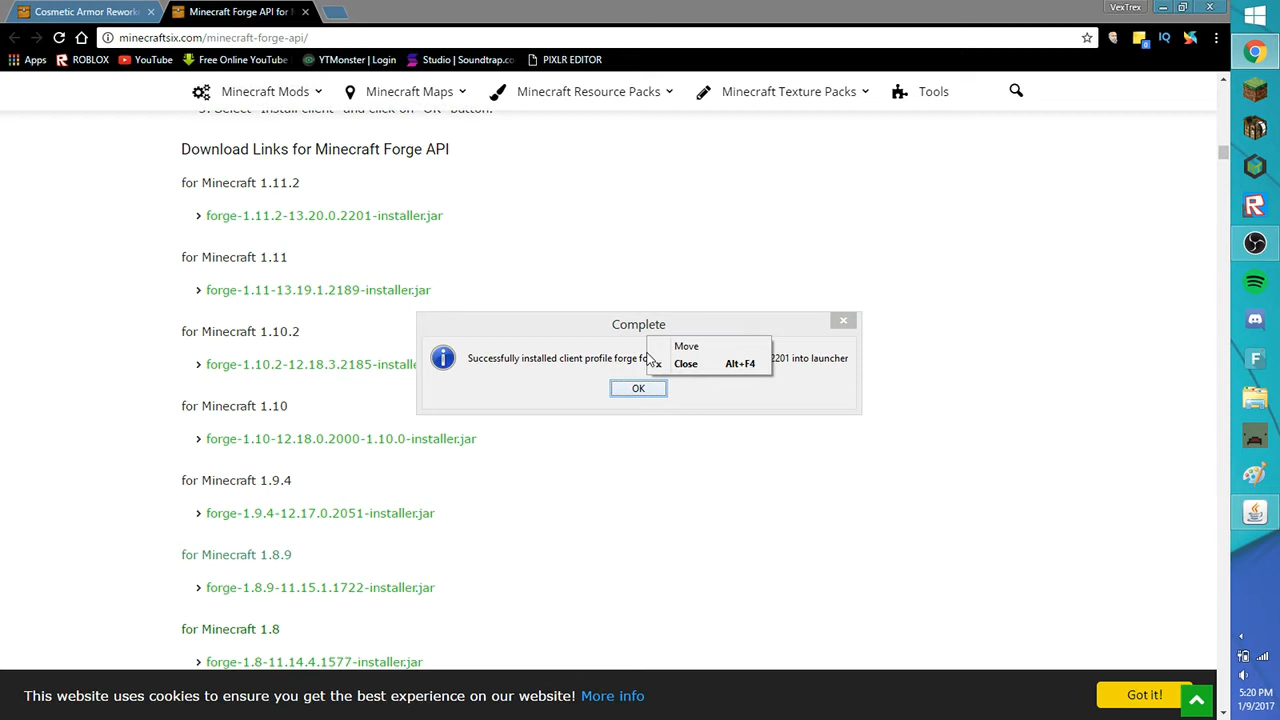 Cosmetic Armor Rework
Minecraft Forge API for
VexTrex
minecraftsix.com/minecraft-forge-api/
Apps ROBLOX YouTube Free Online YouTube YTMonster | Login Studio | Soundtrap.co PIXLR EDITOR
Minecraft Mods Minecraft Maps Minecraft Resource Packs Minecraft Texture Packs Tools
5. Select "Install client" and click on "OK" button.
Download Links for Minecraft Forge API
for Minecraft 1.11.2
forge-1.11.2-13.20.0.2201-installer.jar
for Minecraft 1.11
forge-1.11-13.19.1.2189-installer.jar
for Minecraft 1.10.2
forge-1.10.2-12.18.3.2185-installe
Complete
Successfully installed client profile forge fo 2201 into launcher
Move
x Close Alt+F4
OK
for Minecraft 1.10
forge-1.10-12.18.0.2000-1.10.0-installer.jar
for Minecraft 1.9.4
forge-1.9.4-12.17.0.2051-installer.jar
for Minecraft 1.8.9
forge-1.8.9-11.15.1.1722-installer.jar
for Minecraft 1.8
forge-1.8-11.14.4.1577-installer.jar
This website uses cookies to ensure you get the best experience on our website! More info
Got it!
5:20 PM
1/9/2017